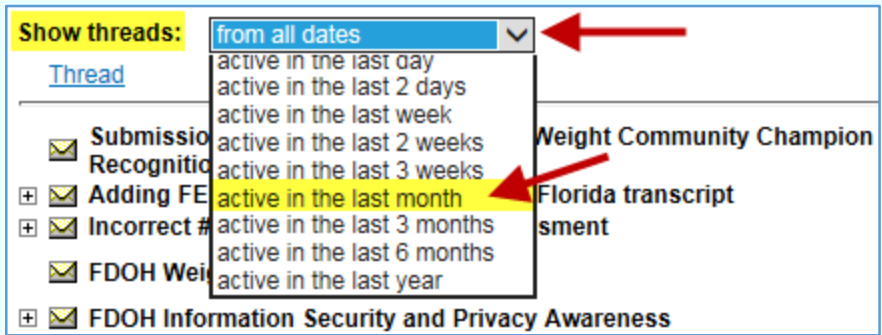 Show threads: from all dates
active in the last day
Thread
active in the last 2 days
active in the last week
Submissio active in the last 2 weeks Weight Community Champion
Recognitio active in the last 3 weeks
Adding FE active in the last month Florida transcript
Incorrect # active in the last 3 months sment
active in the last 6 months
FDOH Wei active in the last year
FDOH Information Security and Privacy Awareness